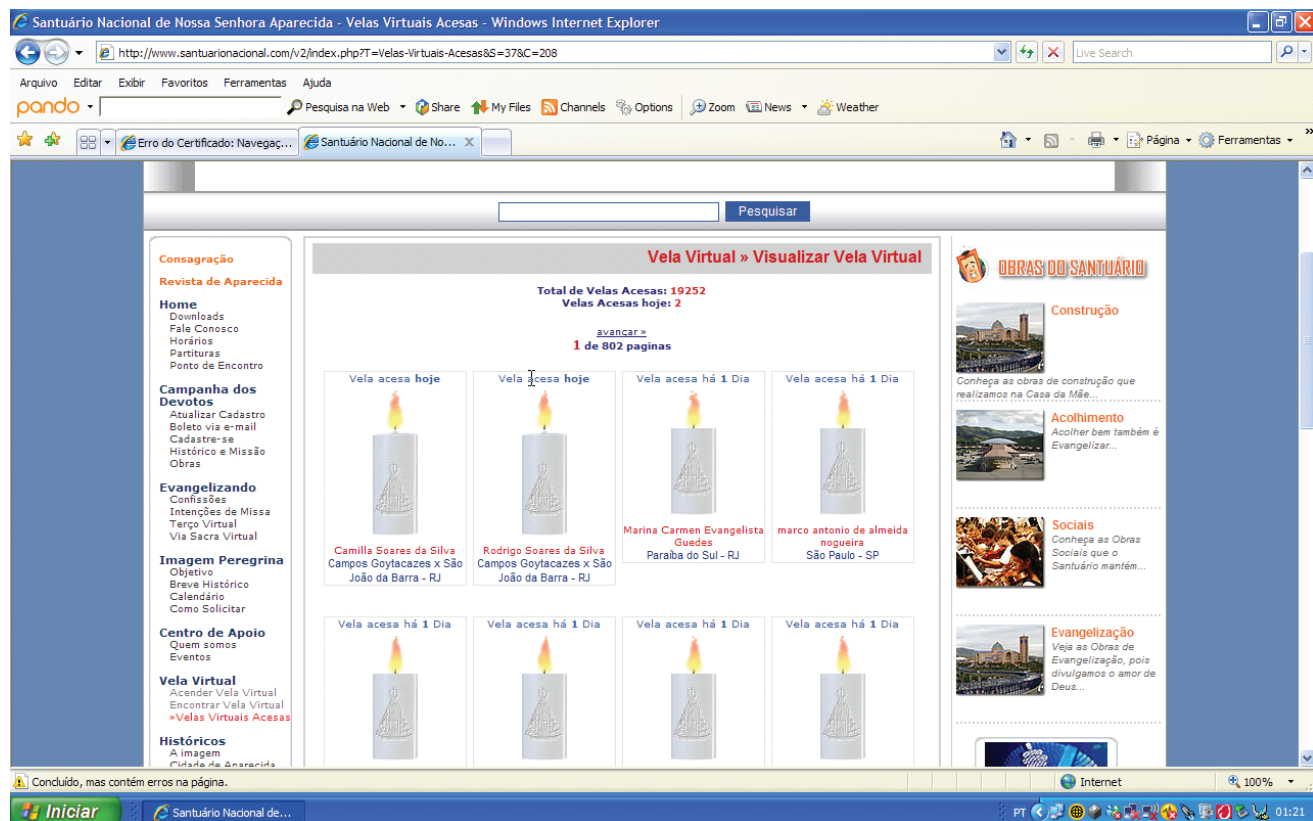 Santuário Nacional de Nossa Senhora Aparecida - Velas Virtuais Acesas - Windows Internet Explorer
http://www.santuarionacional.com/v2/index.php?T=Velas-Virtuais-Acesas&S=37&C=208
Live Search
Arquivo Editar Exibir Favoritos Ferramentas Ajuda
pando Pesquisa na Web Share My Files Channels Options Zoom News Weather
Erro do Certificado: Navegaç... Santuário Nacional de No... X Página Ferramentas »
Pesquisar
Consagração
Revista de Aparecida
Home
Downloads
Fale Conosco
Horários
Partituras
Ponto de Encontro
Campanha dos
Devotos
Atualizar Cadastro
Boleto via e-mail
Cadastre-se
Histórico e Missão
Obras
Evangelizando
Confissões
Intenções de Missa
Terço Virtual
Via Sacra Virtual
Imagem Peregrina
Objetivo
Breve Histórico
Calendário
Como Solicitar
Centro de Apoio
Quem somos
Eventos
Vela Virtual
Acender Vela Virtual
Encontrar Vela Virtual
»Velas Virtuais Acesas
Históricos
A imagem
Cidade de Aparecida
Vela Virtual » Visualizar Vela Virtual
Total de Velas Acesas: 19252
Velas Acesas hoje: 2
avançar »
1 de 802 paginas
Vela acesa hoje
Camilla Soares da Silva
Campos Goytacazes x São
João da Barra - RJ
Vela acesa hoje
Rodrigo Soares da Silva
Campos Goytacazes x São
João da Barra - RJ
Vela acesa há 1 Dia
Marina Carmen Evangelista
Guedes
Paraíba do Sul - RJ
Vela acesa há 1 Dia
marco antonio de almeida
nogueira
São Paulo - SP
Vela acesa há 1 Dia
Vela acesa há 1 Dia
Vela acesa há 1 Dia
Vela acesa há 1 Dia
OBRAS DO SANTUÁRIO
Construção
Conheça as obras de construção que
realizamos na Casa da Mãe...
Acolhimento
Acolher bem também é
Evangelizar...
Sociais
Conheça as Obras
Sociais que o
Santuário mantém...
Evangelização
Veja as Obras de
Evangelização, pois
divulgamos o amor de
Deus...
Concluído, mas contém erros na página. Internet 100%
Iniciar Santuário Nacional de... PT 01:21